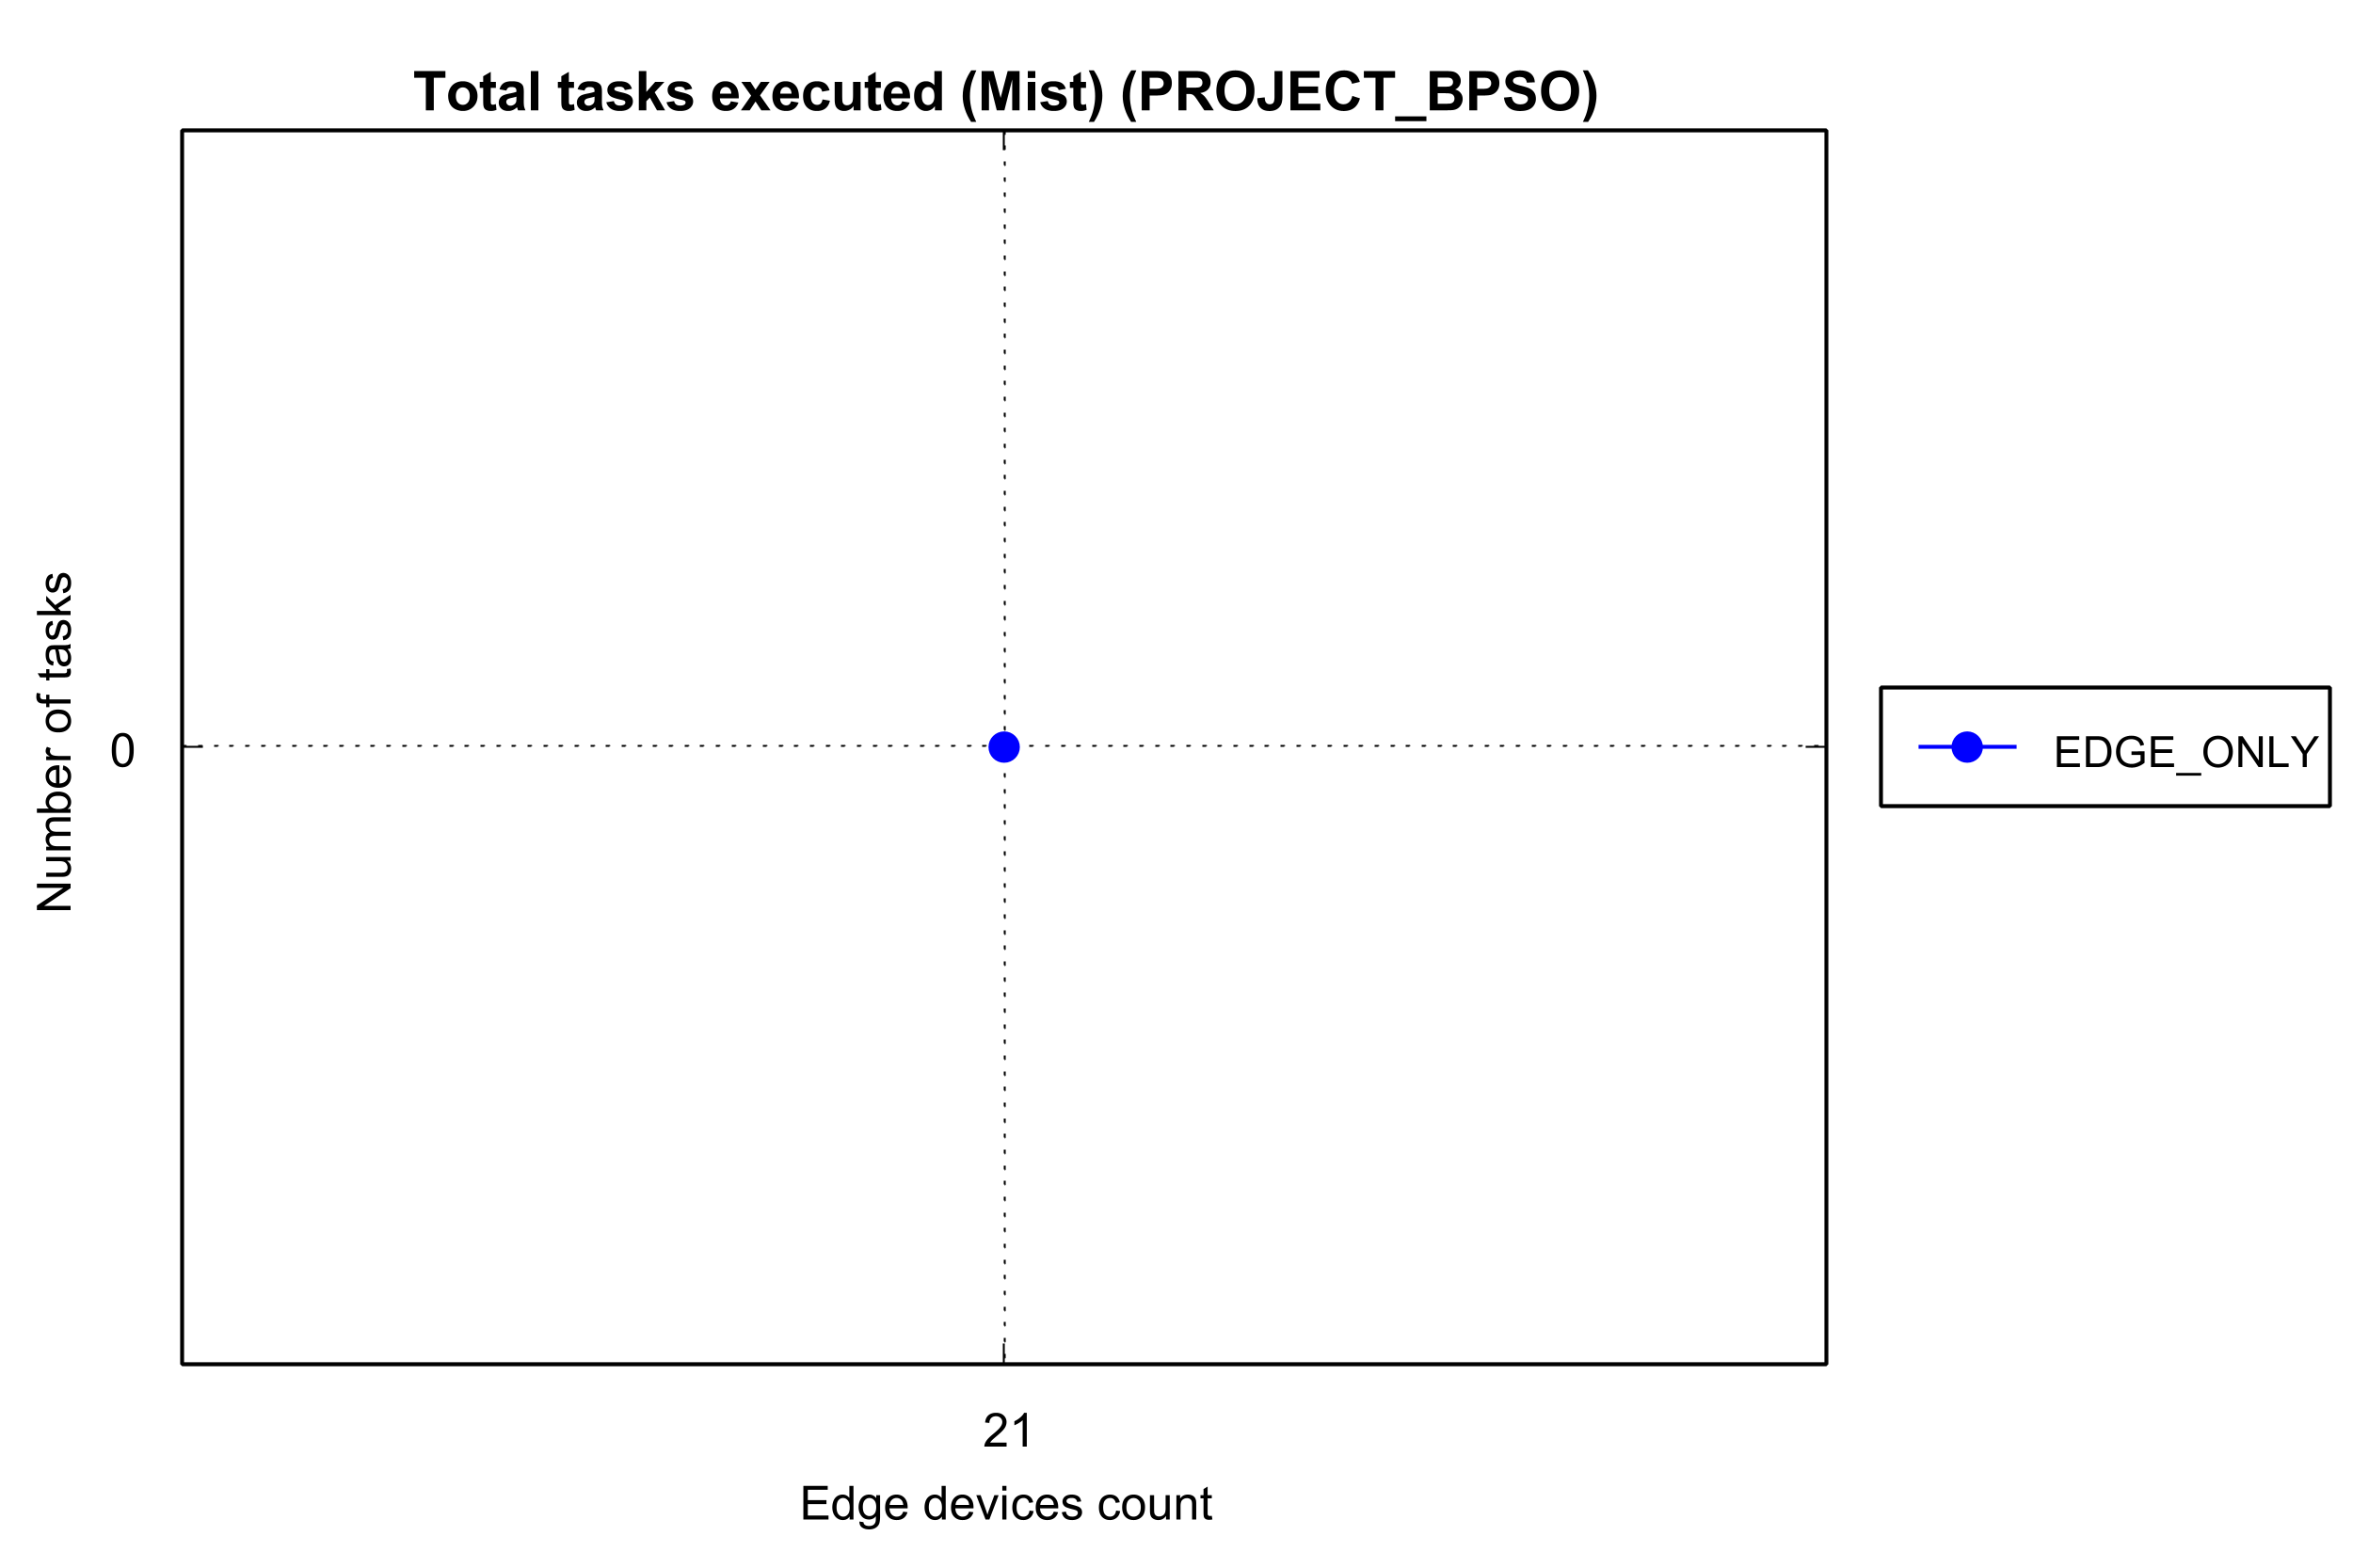 Total tasks executed (Mist) (PROJECT_BPSO)
Number of tasks
0
EDGE_ONLY
21
Edge devices count